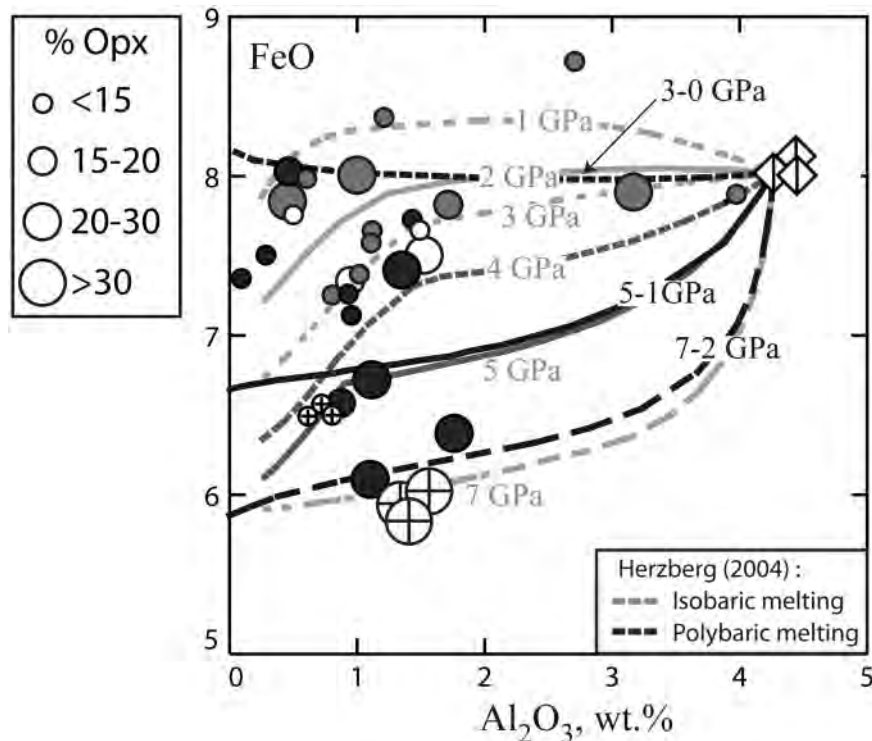 % Opx
<15
15-20
20-30
>30
FeO
9
8
7
6
5
3-0 GPa
1 GPa
2 GPa
3 GPa
4 GPa
5-1GPa
5 GPa
7-2 GPa
7 GPa
Herzberg (2004) :
Isobaric melting
Polybaric melting
0 1 2 3 4 5
Al₂O₃, wt.%